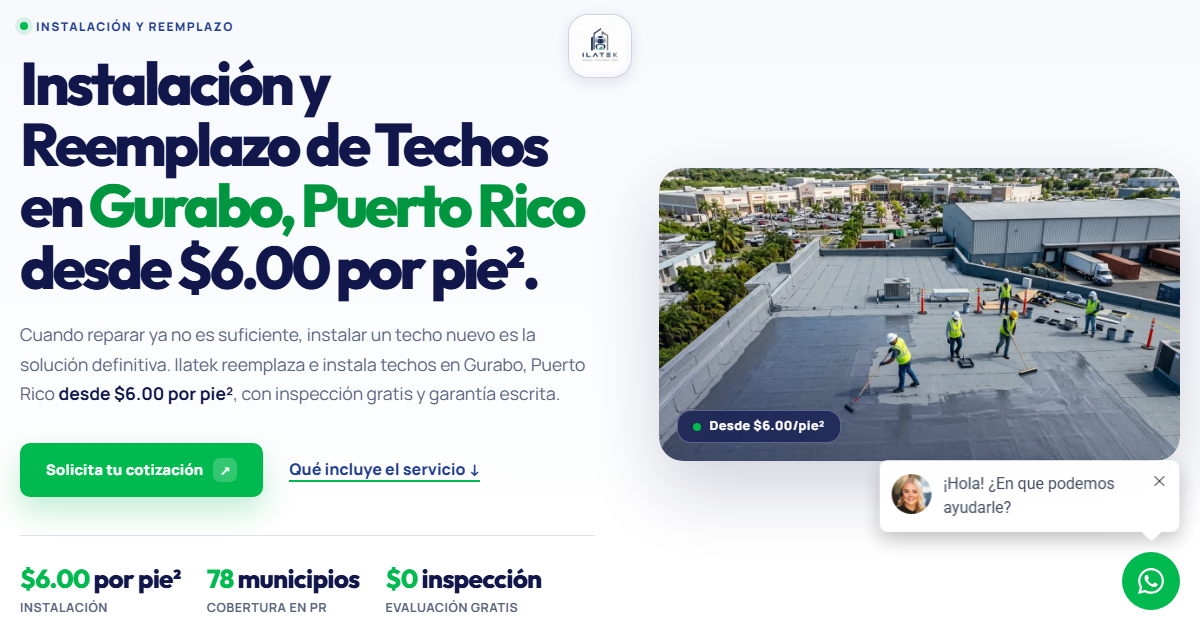 INSTALACIÓN Y REEMPLAZO
ILATEK
Instalación y
Reemplazo de Techos
en Gurabo, Puerto Rico
desde $6.00 por pie².
Cuando reparar ya no es suficiente, instalar un techo nuevo es la
solución definitiva. Ilatek reemplaza e instala techos en Gurabo, Puerto
Rico desde $6.00 por pie², con inspección gratis y garantía escrita.
Solicita tu cotización ↗
Qué incluye el servicio ↓
$6.00 por pie²
INSTALACIÓN
78 municipios
COBERTURA EN PR
$0 inspección
EVALUACIÓN GRATIS
Desde $6.00/pie²
¡Hola! ¿En que podemos
ayudarle?